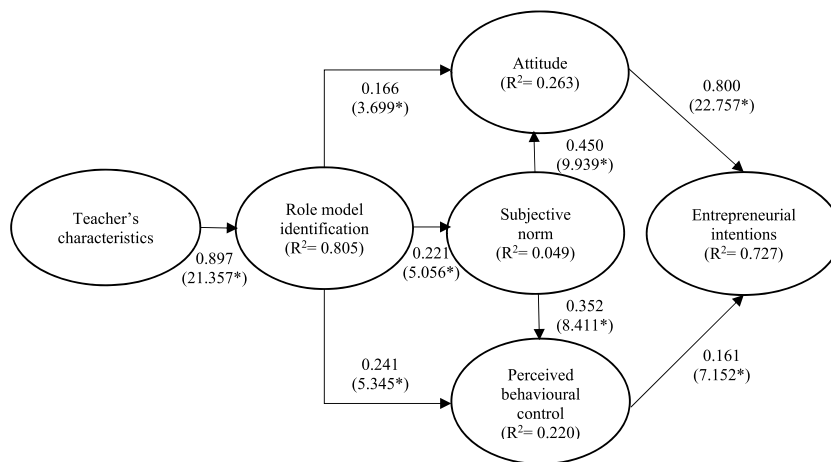 Attitude
(R²= 0.263)
0.166
(3.699*)
0.800
(22.757*)
0.450
(9.939*)
Teacher's
characteristics
0.897
(21.357*)
Role model
identification
(R²= 0.805)
0.221
(5.056*)
Subjective
norm
(R²= 0.049)
Entrepreneurial
intentions
(R²= 0.727)
0.352
(8.411*)
0.241
(5.345*)
Perceived
behavioural
control
(R²= 0.220)
0.161
(7.152*)